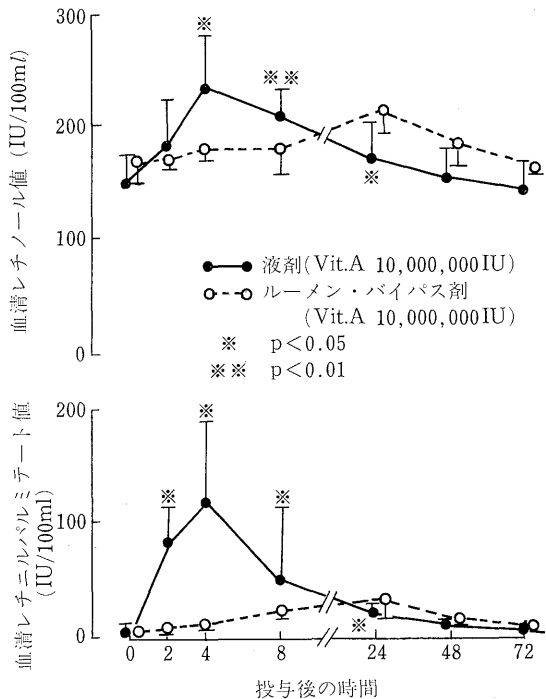 300
200
100
0
血清レチノール値 (IU/100ml)
※
※※
※
液剤(Vit.A 10,000,000IU)
ルーメン・バイパス剤
(Vit.A 10,000,000IU)
※ p<0.05
※※ p<0.01
200
100
0
血清レチニルパルミテート値
(IU/100ml)
※
※
※
※
0 2 4 8 24 48 72
投与後の時間